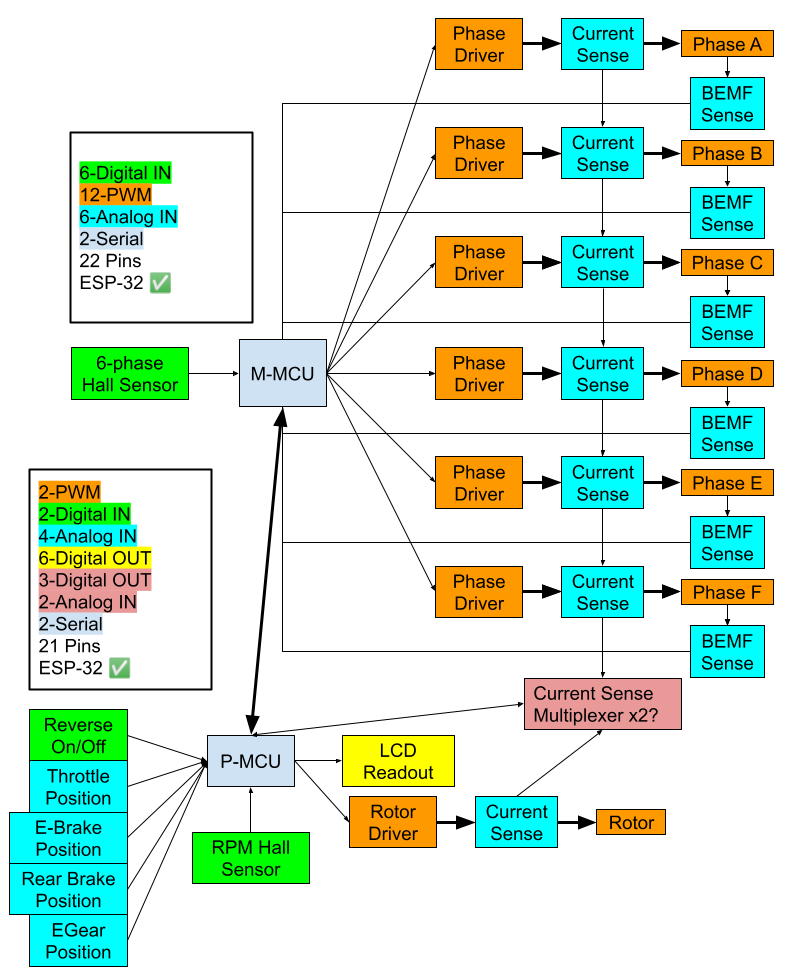 Phase
Driver
Current
Sense
Phase A
BEMF
Sense
Phase
Driver
Current
Sense
Phase B
BEMF
Sense
6-Digital IN
12-PWM
6-Analog IN
2-Serial
22 Pins
ESP-32 ✅
Phase
Driver
Current
Sense
Phase C
BEMF
Sense
6-phase
Hall Sensor
M-MCU
Phase
Driver
Current
Sense
Phase D
BEMF
Sense
Phase
Driver
Current
Sense
Phase E
BEMF
Sense
2-PWM
2-Digital IN
4-Analog IN
6-Digital OUT
3-Digital OUT
2-Analog IN
2-Serial
21 Pins
ESP-32 ✅
Phase
Driver
Current
Sense
Phase F
BEMF
Sense
Current Sense
Multiplexer x2?
Reverse
On/Off
Throttle
Position
E-Brake
Position
Rear Brake
Position
EGear
Position
P-MCU
LCD
Readout
RPM Hall
Sensor
Rotor
Driver
Current
Sense
Rotor